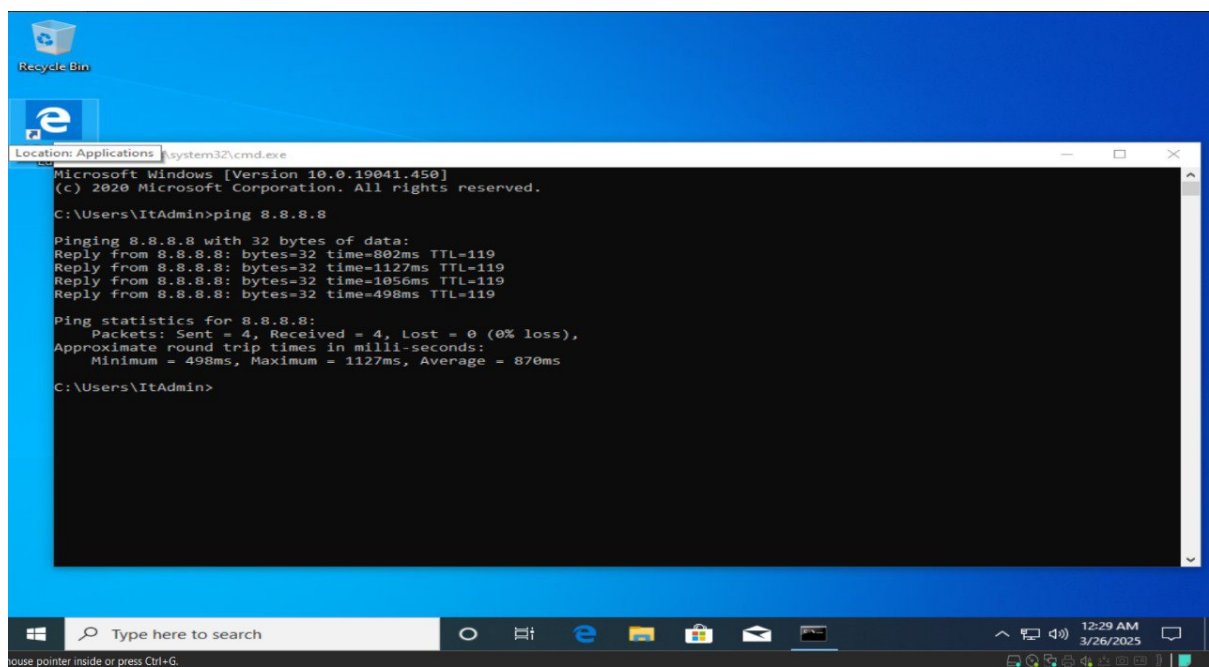 Recycle Bin
Location: Applications
\system32\cmd.exe
Microsoft Windows [Version 10.0.19041.450]
(c) 2020 Microsoft Corporation. All rights reserved.
C:\Users\ItAdmin>ping 8.8.8.8
Pinging 8.8.8.8 with 32 bytes of data:
Reply from 8.8.8.8: bytes=32 time=802ms TTL=119
Reply from 8.8.8.8: bytes=32 time=1127ms TTL=119
Reply from 8.8.8.8: bytes=32 time=1056ms TTL=119
Reply from 8.8.8.8: bytes=32 time=498ms TTL=119
Ping statistics for 8.8.8.8:
Packets: Sent = 4, Received = 4, Lost = 0 (0% loss),
Approximate round trip times in milli-seconds:
Minimum = 498ms, Maximum = 1127ms, Average = 870ms
C:\Users\ItAdmin>
Type here to search
12:29 AM
3/26/2025
pointer inside or press Ctrl+G.